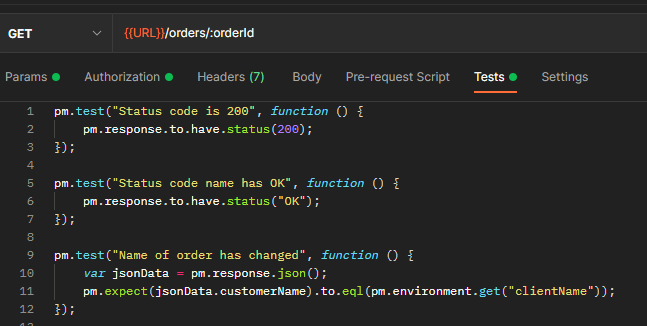 GET {{URL}}/orders/:orderId
Params Authorization Headers (7) Body Pre-request Script Tests Settings
1 pm.test("Status code is 200", function () {
2 pm.response.to.have.status(200);
3 });
4
5 pm.test("Status code name has OK", function () {
6 pm.response.to.have.status("OK");
7 });
8
9 pm.test("Name of order has changed", function () {
10 var jsonData = pm.response.json();
11 pm.expect(jsonData.customerName).to.eql(pm.environment.get("clientName"));
12 });